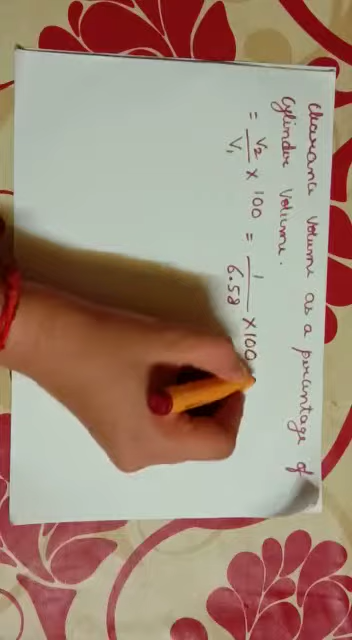 Clearance Volume as a percentage of
Cylinder Volume.
= V₂/V₁ × 100 = 1/6.58 × 100